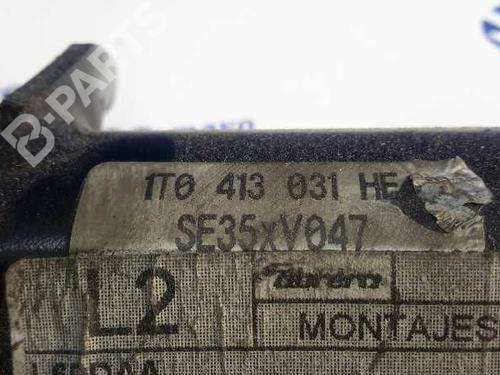 B-PARTS
1T0 413 031 HE
SE35xV047
L2
MONTAJES